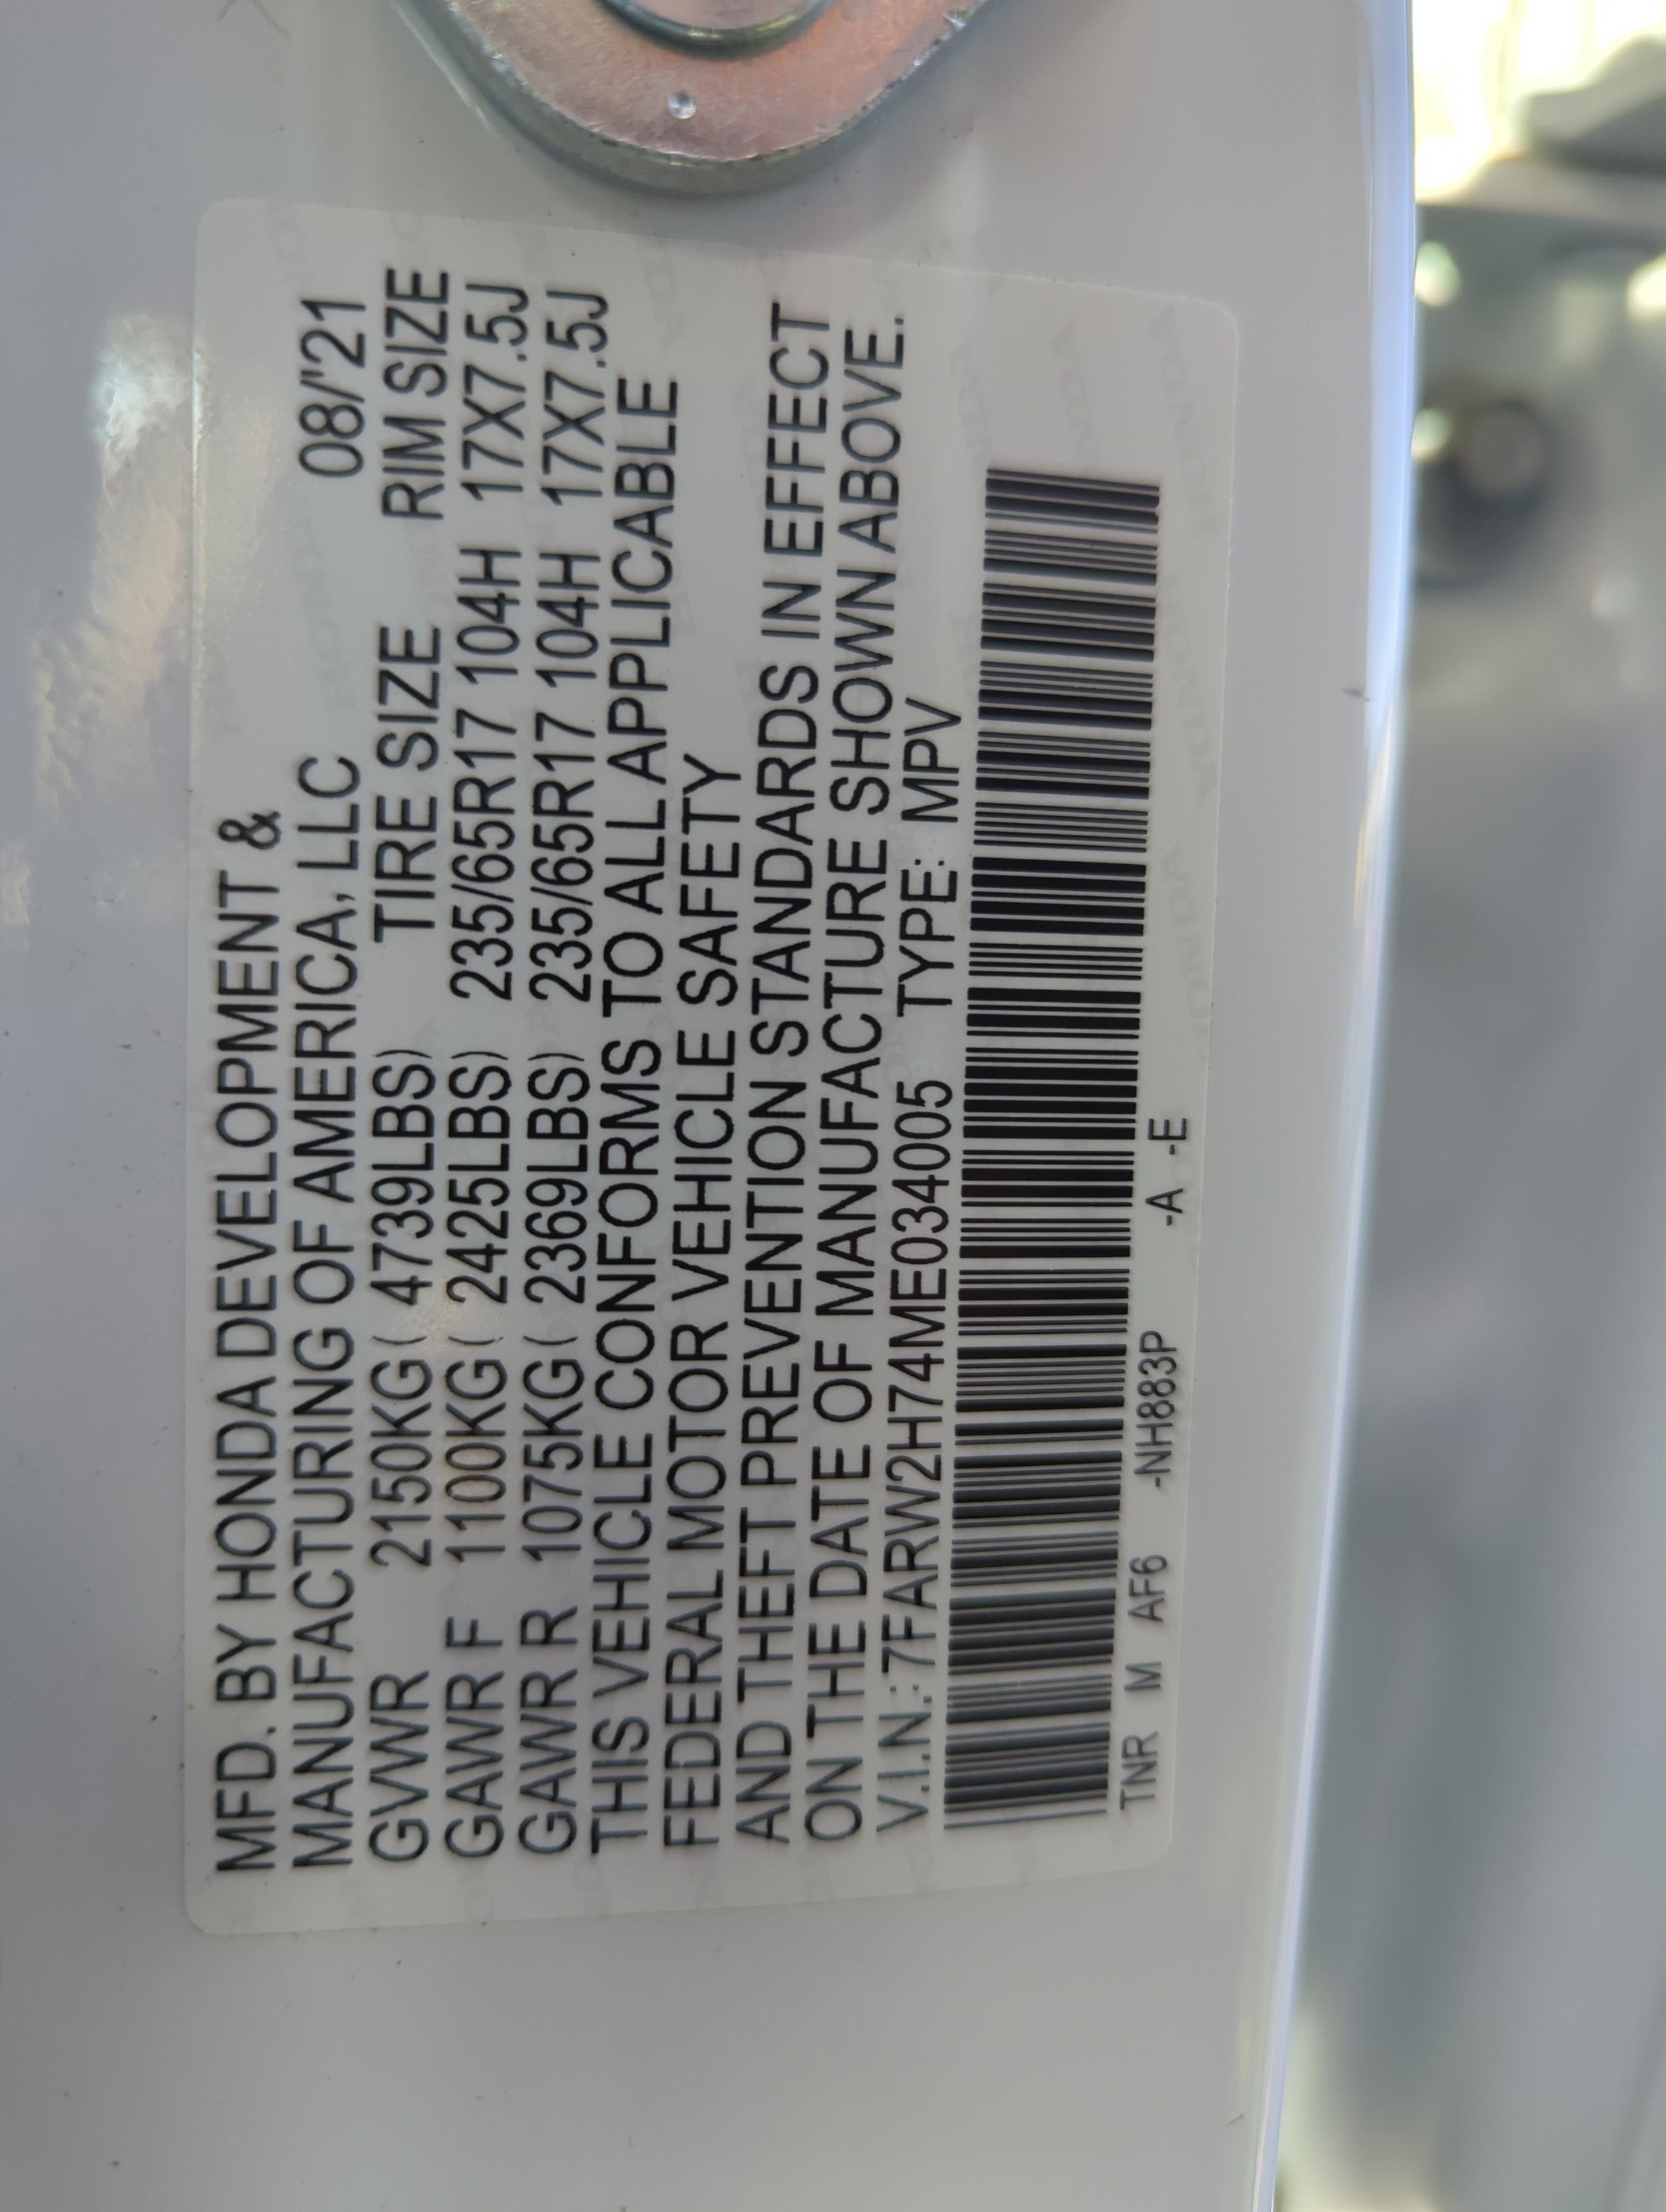 MFD. BY HONDA DEVELOPMENT &
MANUFACTURING OF AMERICA, LLC 08/'21
GVWR 2150KG( 4739LBS) TIRE SIZE RIM SIZE
GAWR F 1100KG( 2425LBS) 235/65R17 104H 17X7.5J
GAWR R 1075KG( 2369LBS) 235/65R17 104H 17X7.5J
THIS VEHICLE CONFORMS TO ALL APPLICABLE
FEDERAL MOTOR VEHICLE SAFETY
AND THEFT PREVENTION STANDARDS IN EFFECT
ON THE DATE OF MANUFACTURE SHOWN ABOVE.
V.I.N.:7FARW2H74ME034005 TYPE: MPV
TNR M AF6 -NH883P -A -E